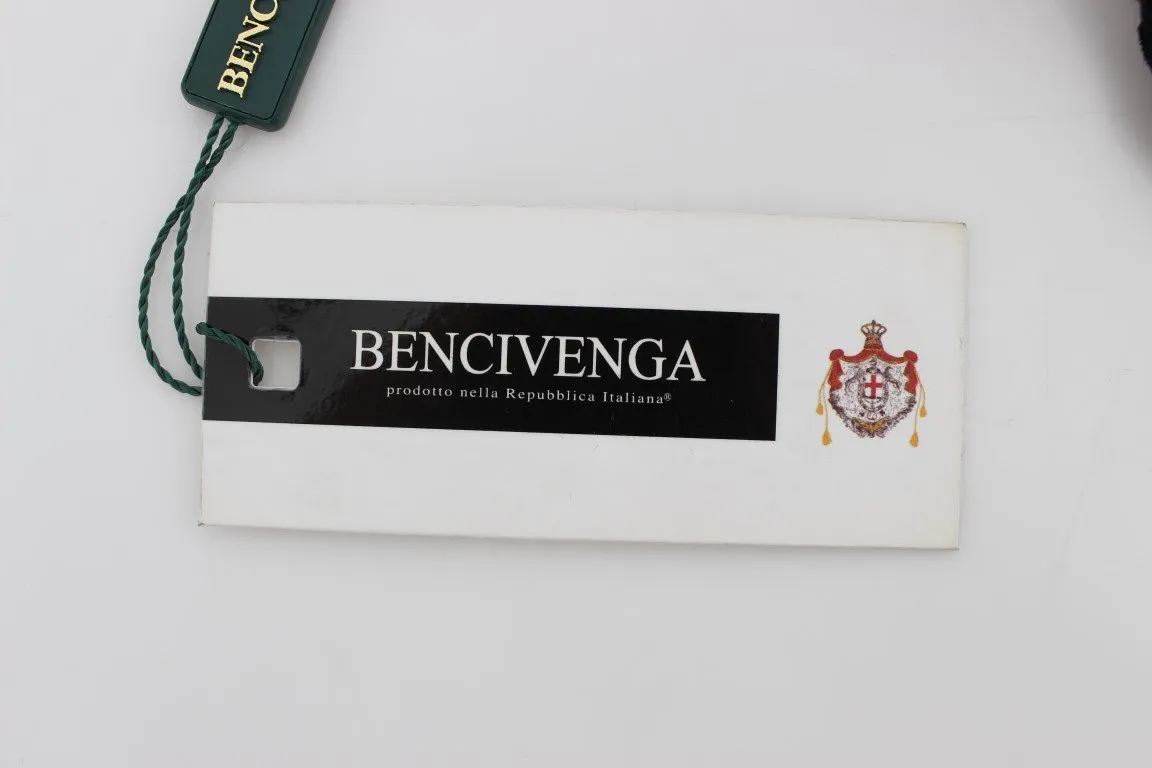 BENC
BENCIVENGA
prodotto nella Repubblica Italiana®